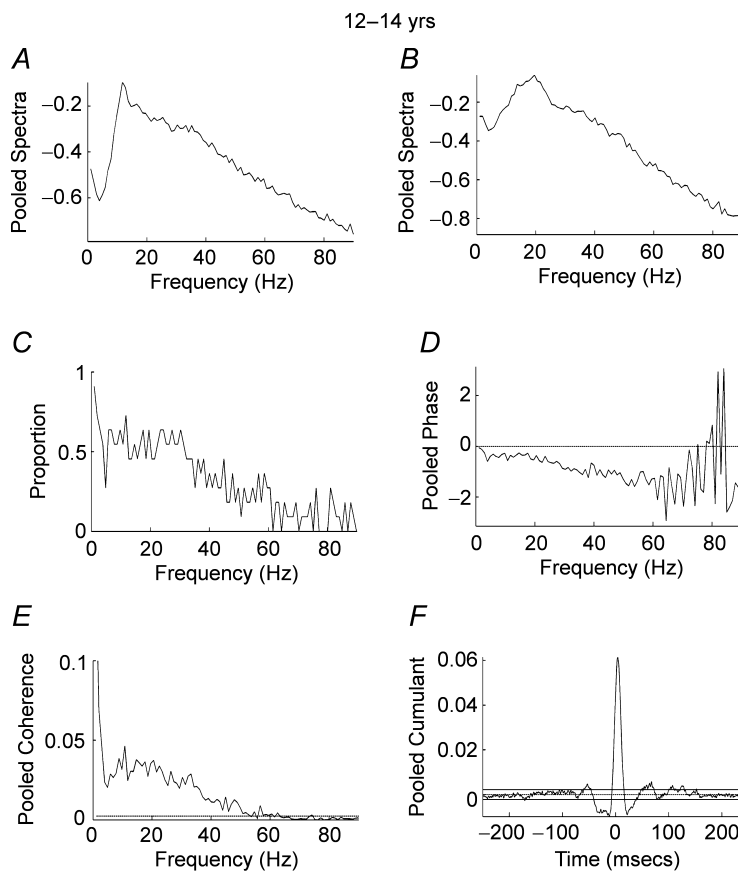 12–14 yrs
A
Pooled Spectra
–0.2
–0.4
–0.6
0 20 40 60 80
Frequency (Hz)
B
Pooled Spectra
–0.2
–0.4
–0.6
–0.8
0 20 40 60 80
Frequency (Hz)
C
Proportion
1
0.5
0
0 20 40 60 80
Frequency (Hz)
D
Pooled Phase
2
0
–2
0 20 40 60 80
Frequency (Hz)
E
Pooled Coherence
0.1
0.05
0
0 20 40 60 80
Frequency (Hz)
F
Pooled Cumulant
0.06
0.04
0.02
0
–200 –100 0 100 200
Time (msecs)